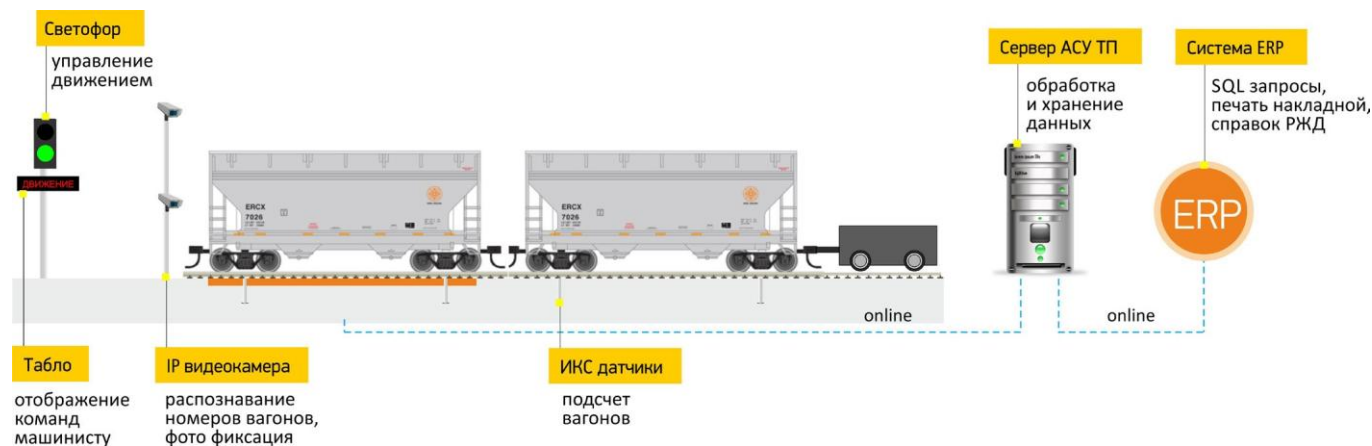 Светофор
управление
движением
ДВИЖЕНИЕ
Табло
отображение
команд
машинисту
IP видеокамера
распознавание
номеров вагонов,
фото фиксация
ERCX
7026
ERCX
7026
ИКС датчики
подсчет
вагонов
online
Сервер АСУ ТП
обработка
и хранение
данных
online
Система ERP
SQL запросы,
печать накладной,
справок РЖД
ERP